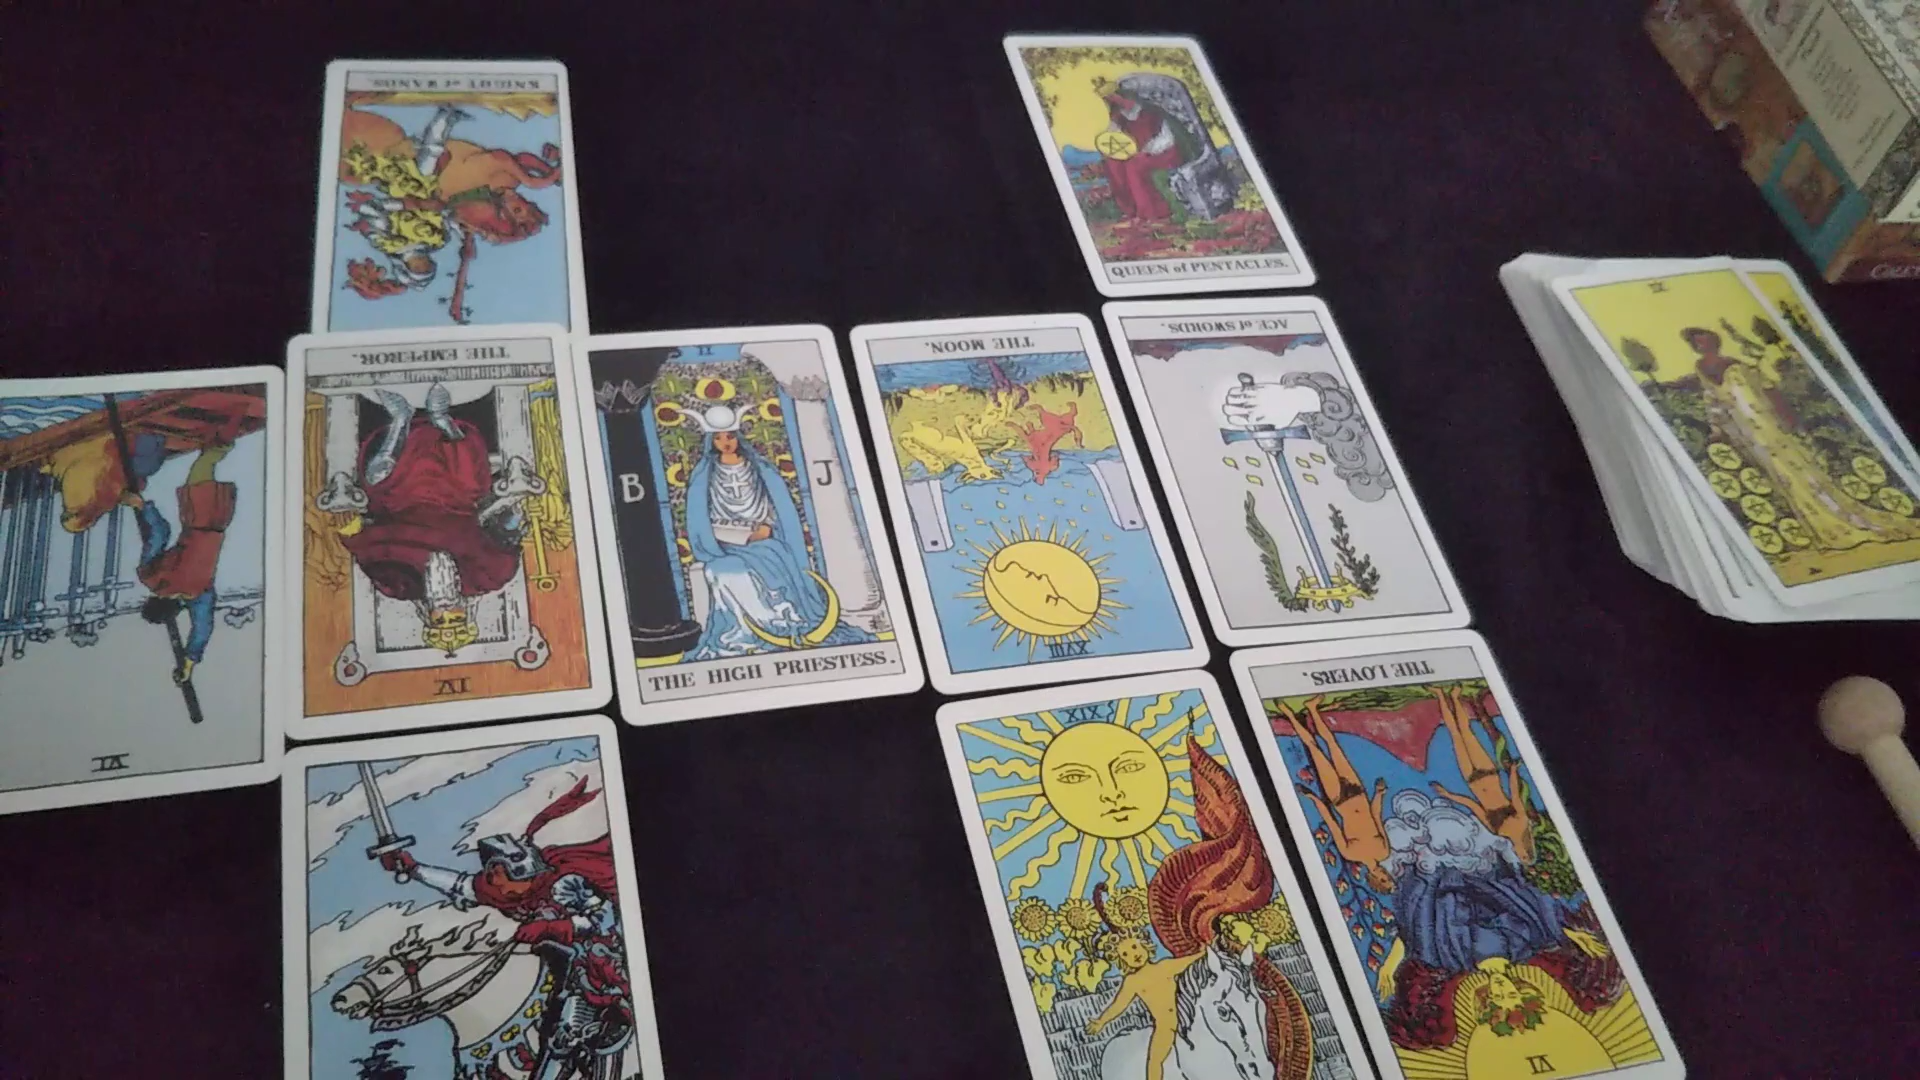 KNIGHT of WANDS.
QUEEN of PENTACLES.
THE EMPEROR.
IV
II
B
J
THE HIGH PRIESTESS.
THE MOON.
XVIII
ACE of SWORDS.
VI
XIX
THE LOVERS.
VI